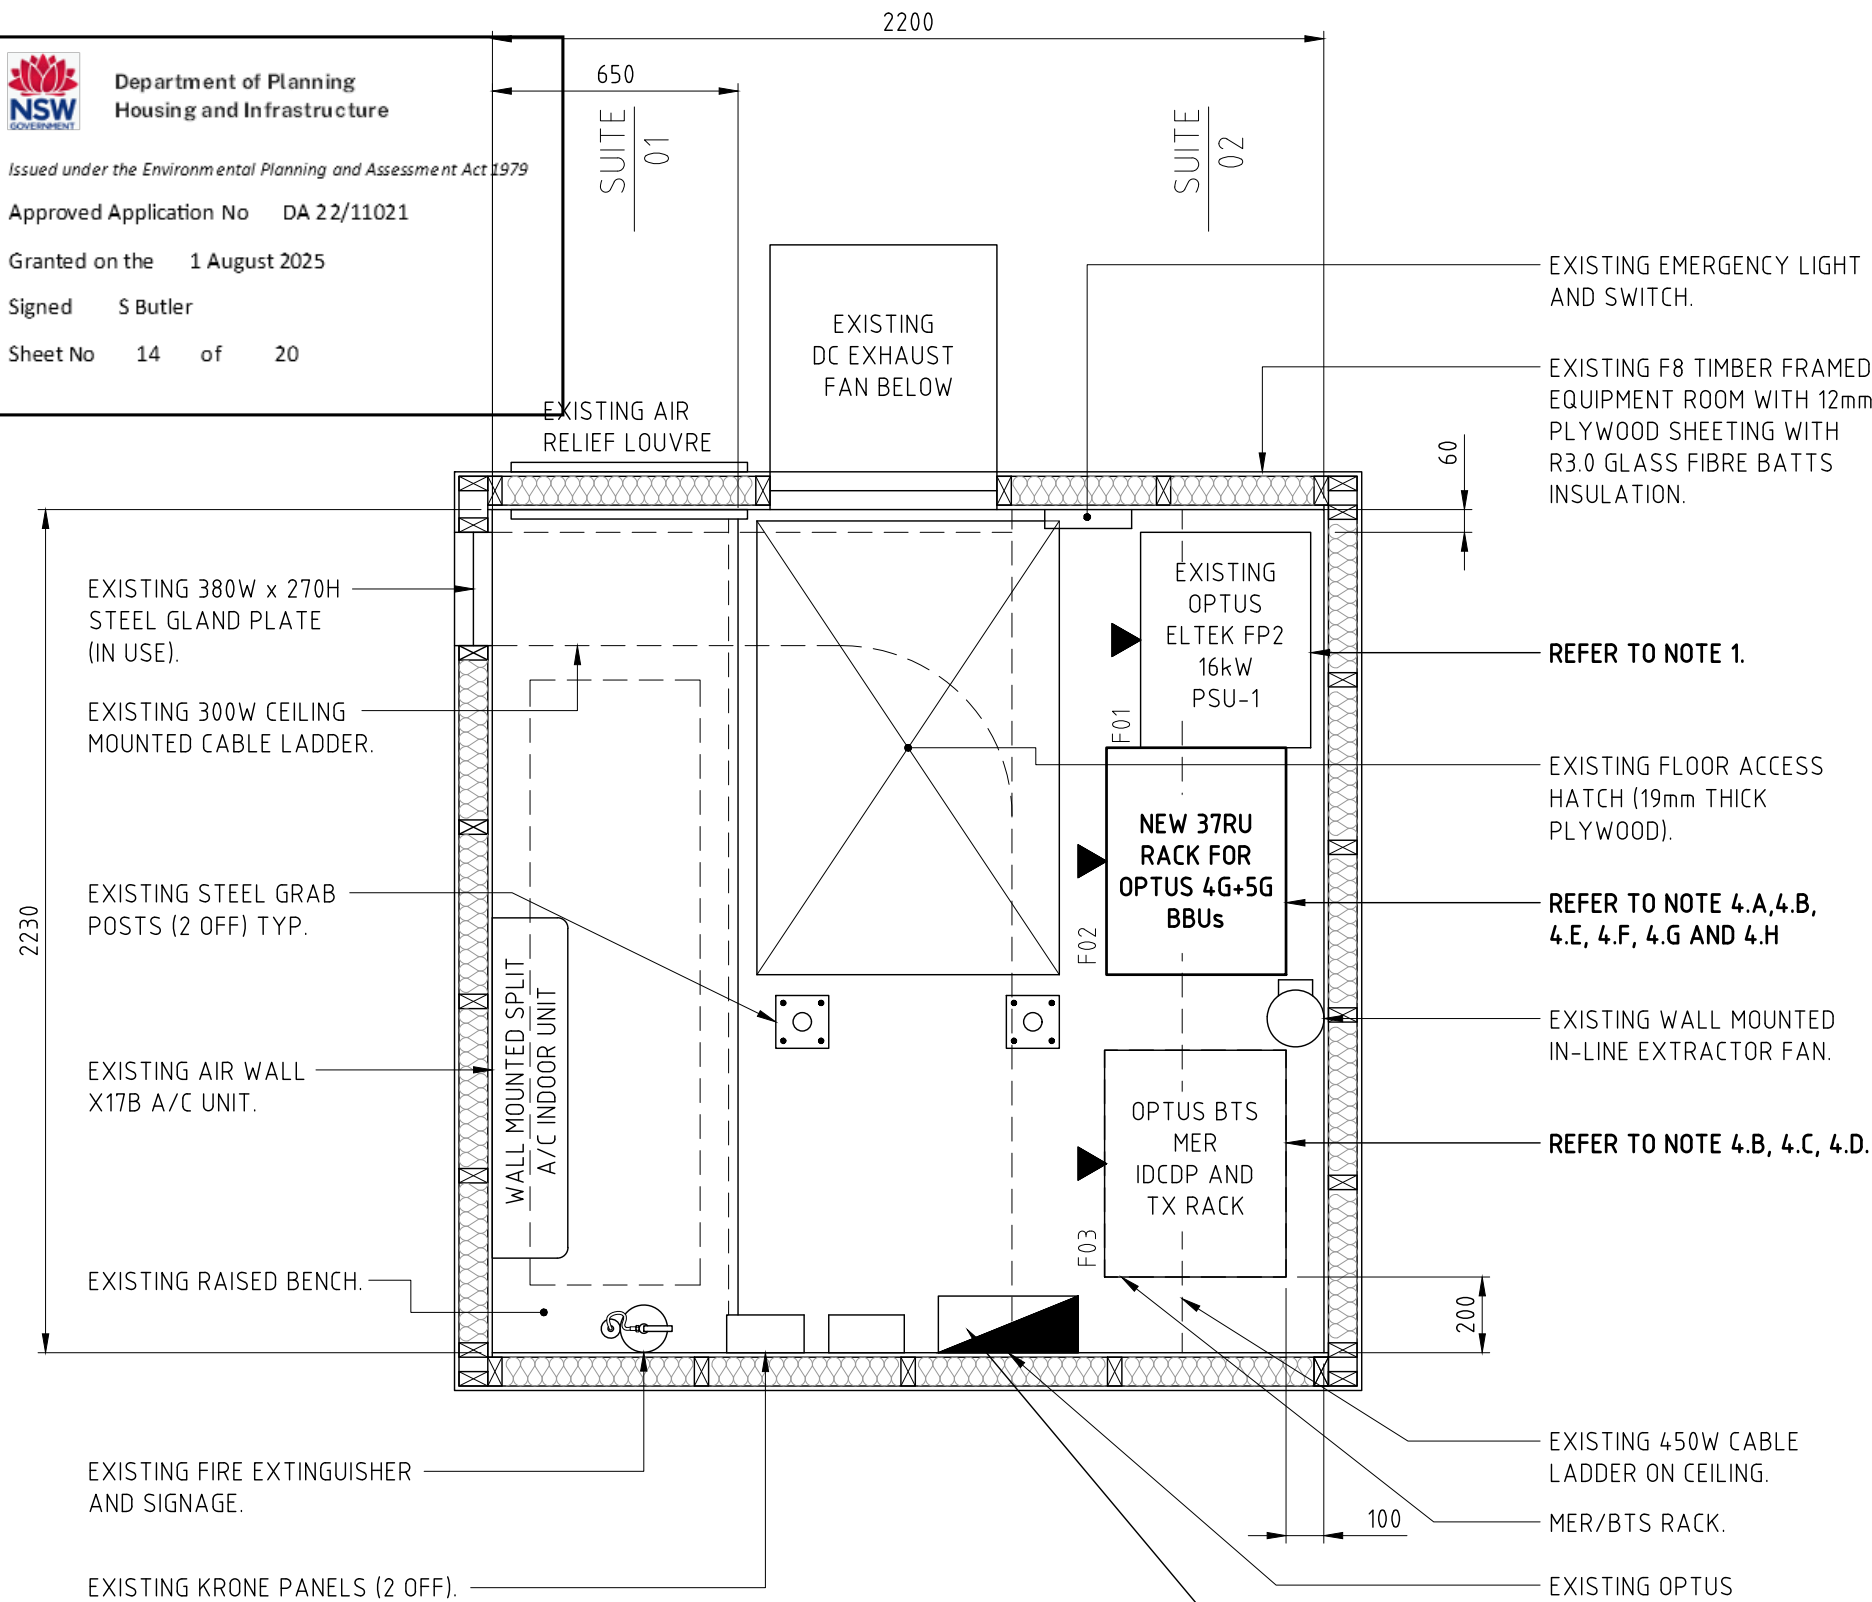 2200
650
SUITE
01
SUITE
02
NSW
GOVERNMENT
Department of Planning
Housing and Infrastructure
Issued under the Environmental Planning and Assessment Act 1979
Approved Application No DA 22/11021
Granted on the 1 August 2025
Signed S Butler
Sheet No 14 of 20
EXISTING
DC EXHAUST
FAN BELOW
EXISTING AIR
RELIEF LOUVRE
EXISTING EMERGENCY LIGHT
AND SWITCH.
EXISTING F8 TIMBER FRAMED
EQUIPMENT ROOM WITH 12mm
PLYWOOD SHEETING WITH
R3.0 GLASS FIBRE BATTS
INSULATION.
60
2230
EXISTING 380W x 270H
STEEL GLAND PLATE
(IN USE).
EXISTING 300W CEILING
MOUNTED CABLE LADDER.
EXISTING STEEL GRAB
POSTS (2 OFF) TYP.
EXISTING AIR WALL
X17B A/C UNIT.
EXISTING RAISED BENCH.
EXISTING FIRE EXTINGUISHER
AND SIGNAGE.
EXISTING KRONE PANELS (2 OFF).
WALL MOUNTED SPLIT
A/C INDOOR UNIT
EXISTING
OPTUS
ELTEK FP2
16kW
PSU-1
F01
NEW 37RU
RACK FOR
OPTUS 4G+5G
BBUs
F02
OPTUS BTS
MER
IDCDP AND
TX RACK
F03
REFER TO NOTE 1.
EXISTING FLOOR ACCESS
HATCH (19mm THICK
PLYWOOD).
REFER TO NOTE 4.A,4.B,
4.E, 4.F, 4.G AND 4.H
EXISTING WALL MOUNTED
IN-LINE EXTRACTOR FAN.
REFER TO NOTE 4.B, 4.C, 4.D.
200
EXISTING 450W CABLE
LADDER ON CEILING.
100
MER/BTS RACK.
EXISTING OPTUS